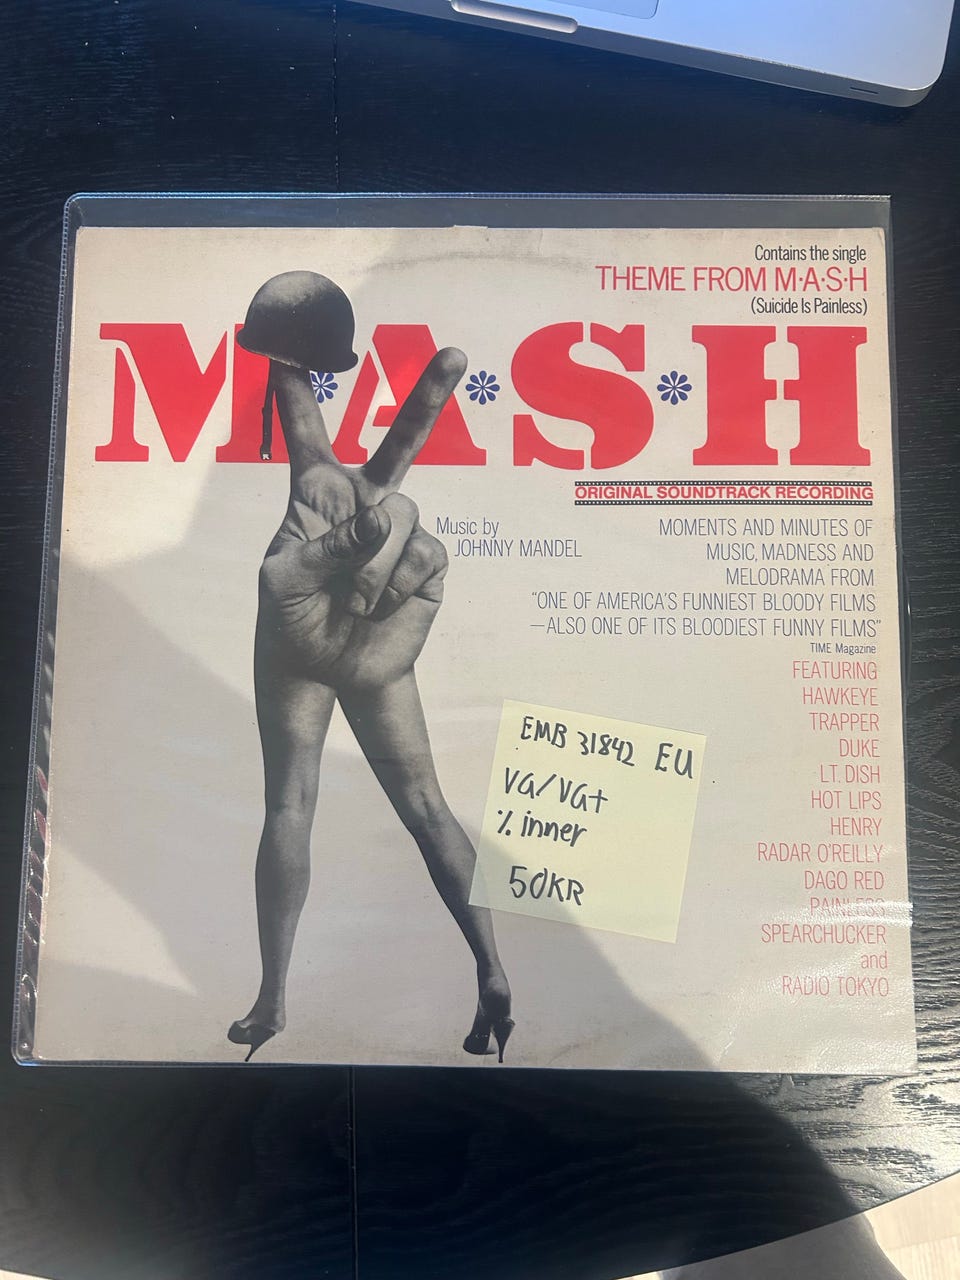 Contains the single
THEME FROM M·A·S·H
(Suicide Is Painless)
M*A*S*H
ORIGINAL SOUNDTRACK RECORDING
Music by
JOHNNY MANDEL
MOMENTS AND MINUTES OF
MUSIC, MADNESS AND
MELODRAMA FROM
“ONE OF AMERICA'S FUNNIEST BLOODY FILMS
—ALSO ONE OF ITS BLOODIEST FUNNY FILMS”
TIME Magazine
FEATURING
HAWKEYE
TRAPPER
DUKE
LT. DISH
HOT LIPS
HENRY
RADAR O'REILLY
DAGO RED
PAINLESS
SPEARCHUCKER
and
RADIO TOKYO
EMB 31842 EU
VG/VG+
% inner
50KR